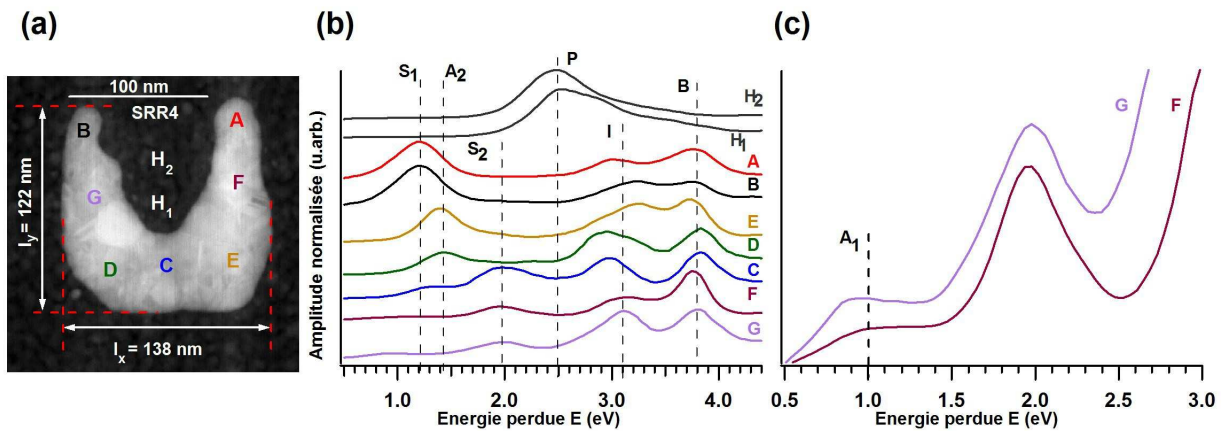 (a)
100 nm
SRR4
A
B
H2
F
G
H1
D
C
E
Iy = 122 nm
Ix = 138 nm
(b)
Amplitude normalisée (u.arb.)
S1
A2
P
B
S2
I
H2
H1
A
B
E
D
C
F
G
1.0
2.0
3.0
4.0
Energie perdue E (eV)
(c)
G
F
A1
0.5
1.0
1.5
2.0
2.5
3.0
Energie perdue E (eV)